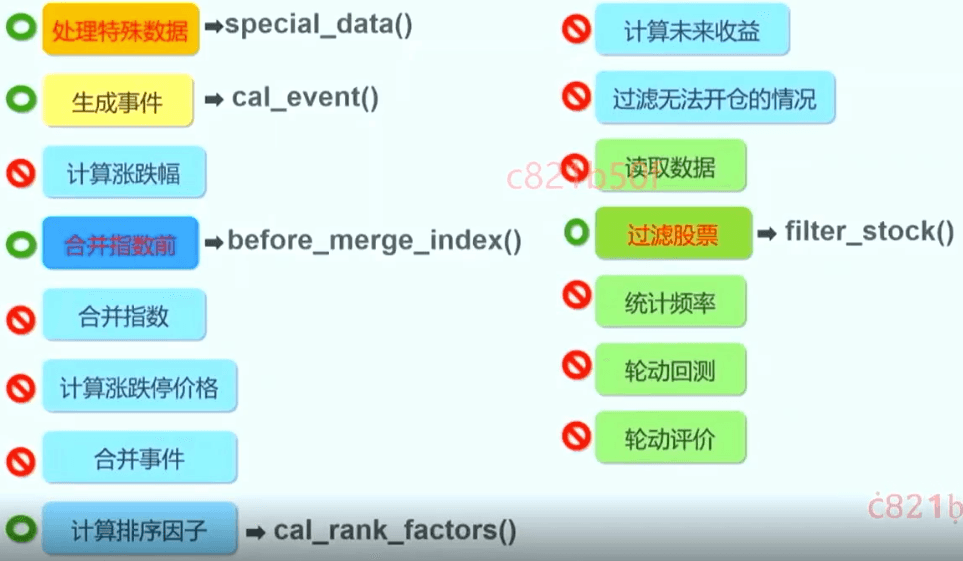 处理特殊数据 ➡special_data()
生成事件 ➡ cal_event()
计算涨跌幅
合并指数前 ➡before_merge_index()
合并指数
计算涨跌停价格
合并事件
计算排序因子 ➡ cal_rank_factors()
计算未来收益
过滤无法开仓的情况
读取数据
过滤股票 ➡ filter_stock()
统计频率
轮动回测
轮动评价